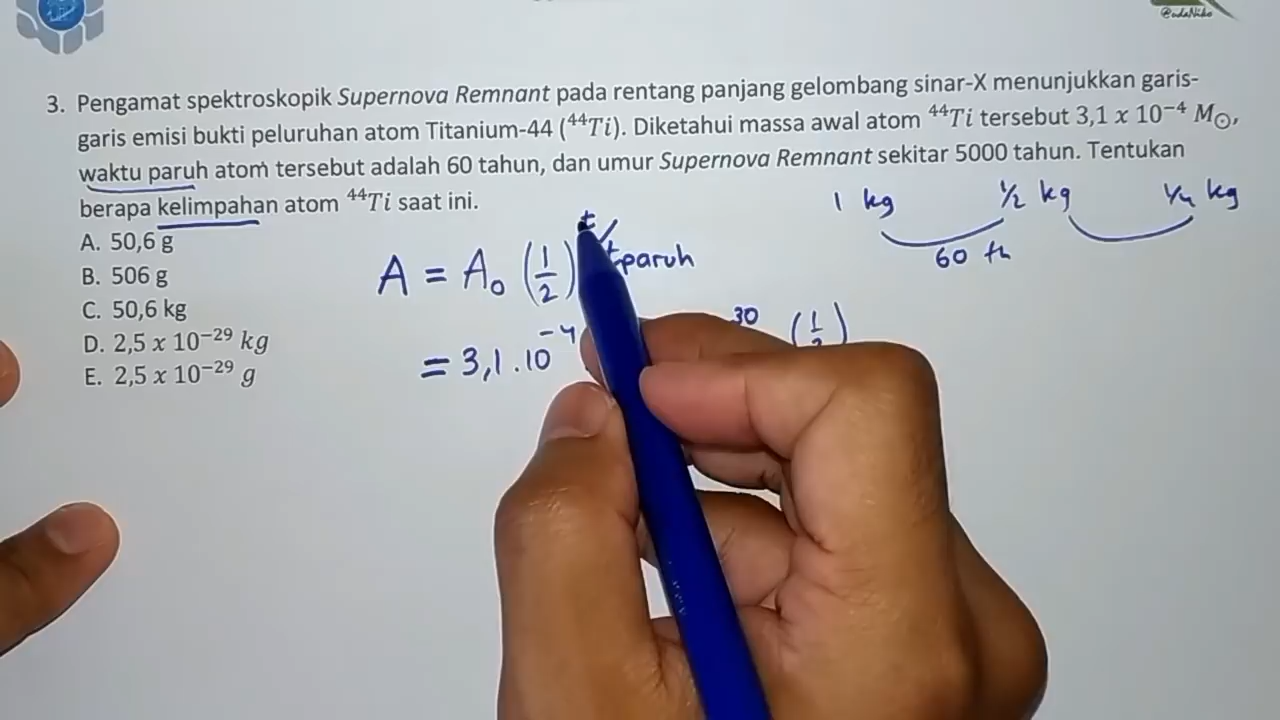 @udaNiko
3. Pengamat spektroskopik Supernova Remnant pada rentang panjang gelombang sinar-X menunjukkan garis-
garis emisi bukti peluruhan atom Titanium-44 (⁴⁴Ti). Diketahui massa awal atom ⁴⁴Ti tersebut 3,1 x 10⁻⁴ M☉,
waktu paruh atom tersebut adalah 60 tahun, dan umur Supernova Remnant sekitar 5000 tahun. Tentukan
berapa kelimpahan atom ⁴⁴Ti saat ini.
1 kg 1/2 kg 1/4 kg
60 th
A. 50,6 g
B. 506 g
C. 50,6 kg
D. 2,5 x 10⁻²⁹ kg
E. 2,5 x 10⁻²⁹ g
A = A₀ (1/2) t/t paruh
= 3,1 . 10⁻⁴ 30 (1/2)